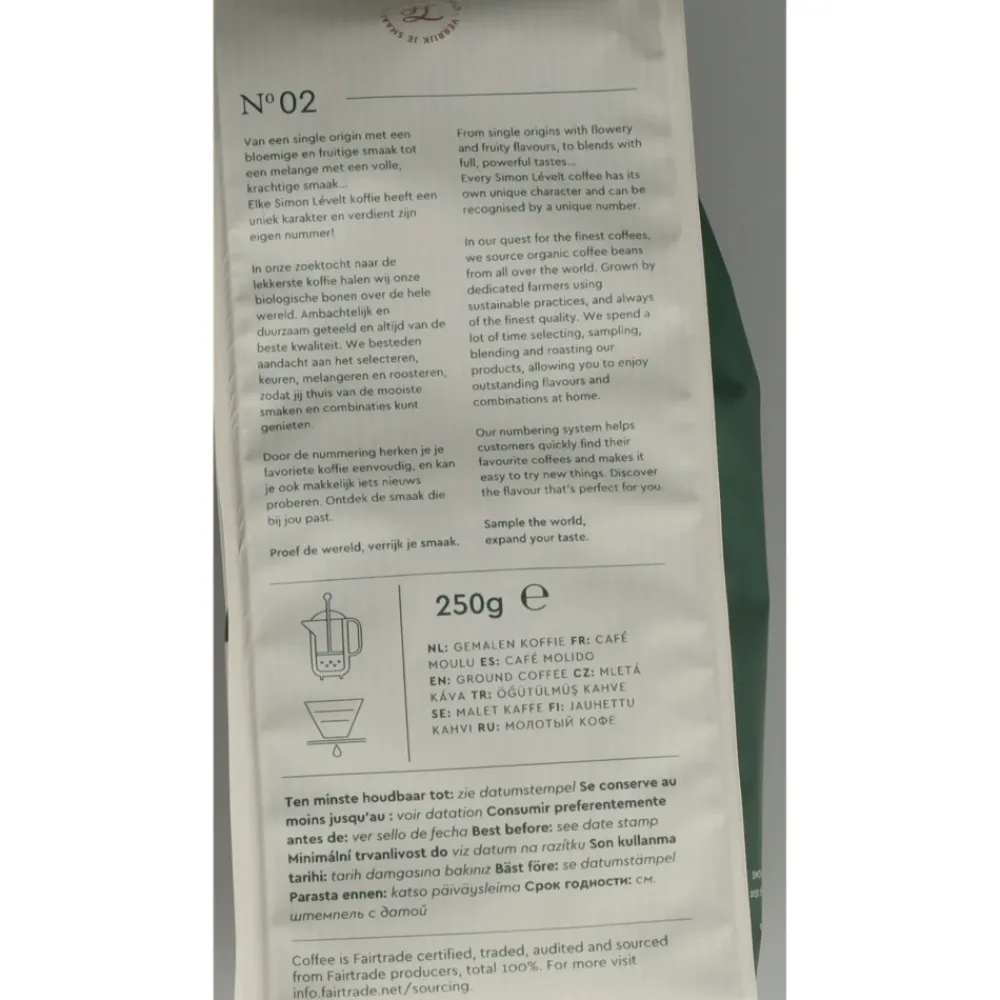 VERRIJK JE SMAAK
Nº 02
Van een single origin met een
bloemige en fruitige smaak tot
een melange met een volle,
krachtige smaak...
Elke Simon Lévelt koffie heeft een
uniek karakter en verdient zijn
eigen nummer!
In onze zoektocht naar de
lekkerste koffie halen wij onze
biologische bonen over de hele
wereld. Ambachtelijk en
duurzaam geteeld en altijd van de
beste kwaliteit. We besteden
aandacht aan het selecteren,
keuren, melangeren en roosteren,
zodat jij thuis van de mooiste
smaken en combinaties kunt
genieten.
Door de nummering herken je je
favoriete koffie eenvoudig, en kan
je ook makkelijk iets nieuws
proberen. Ontdek de smaak die
bij jou past.
Proef de wereld, verrijk je smaak.
From single origins with flowery
and fruity flavours, to blends with
full, powerful tastes...
Every Simon Lévelt coffee has its
own unique character and can be
recognised by a unique number.
In our quest for the finest coffees,
we source organic coffee beans
from all over the world. Grown by
dedicated farmers using
sustainable practices, and always
of the finest quality. We spend a
lot of time selecting, sampling,
blending and roasting our
products, allowing you to enjoy
outstanding flavours and
combinations at home.
Our numbering system helps
customers quickly find their
favourite coffees and makes it
easy to try new things. Discover
the flavour that's perfect for you.
Sample the world,
expand your taste.
250g ℮
NL: GEMALEN KOFFIE FR: CAFÉ
MOULU ES: CAFÉ MOLIDO
EN: GROUND COFFEE CZ: MLETÁ
KÁVA TR: ÖĞÜTÜLMÜŞ KAHVE
SE: MALET KAFFE FI: JAUHETTU
KAHVI RU: МОЛОТЫЙ КОФЕ
Ten minste houdbaar tot: zie datumstempel Se conserve au
moins jusqu'au : voir datation Consumir preferentemente
antes de: ver sello de fecha Best before: see date stamp
Minimální trvanlivost do viz datum na razítku Son kullanma
tarihi: tarih damgasına bakınız Bäst före: se datumstämpel
Parasta ennen: katso päiväysleima Срок годности: см.
штемпель с датой
Coffee is Fairtrade certified, traded, audited and sourced
from Fairtrade producers, total 100%. For more visit
info.fairtrade.net/sourcing.